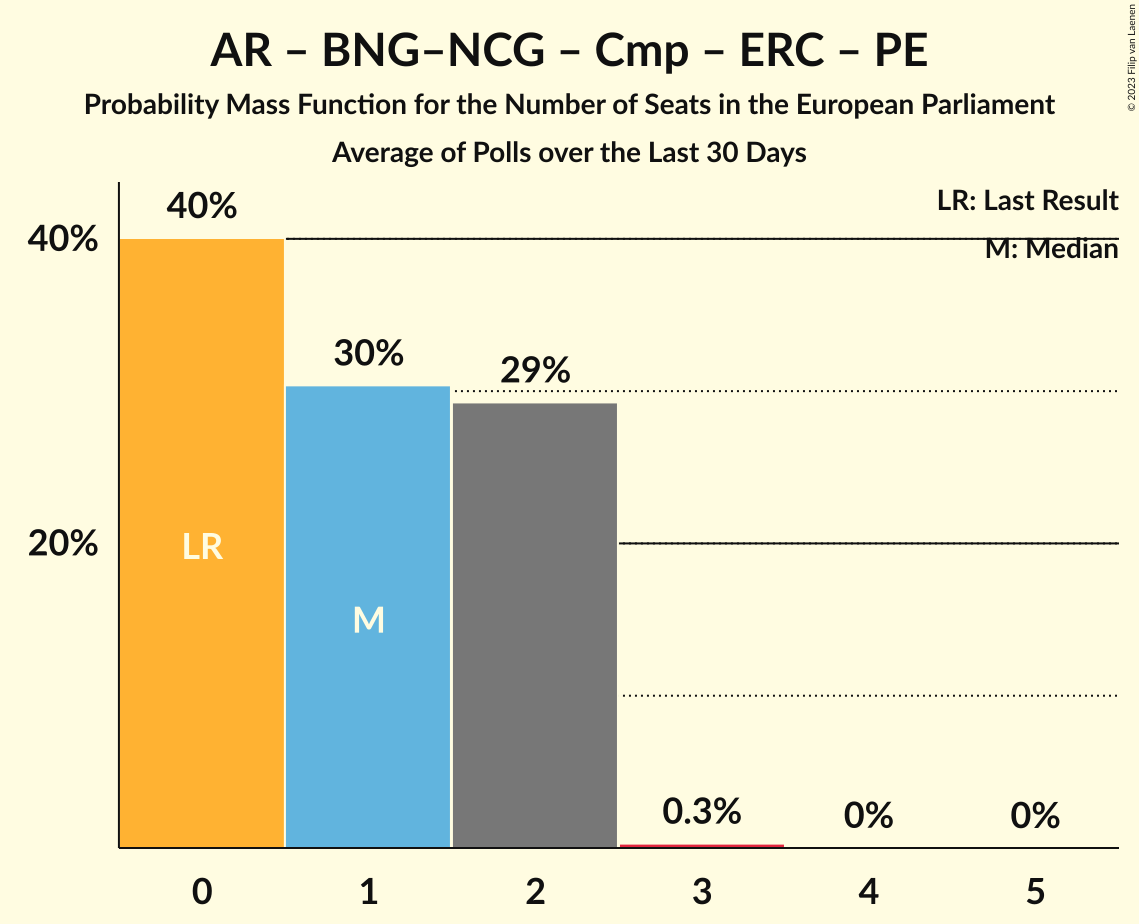 AR – BNG–NCG – Cmp – ERC – PE
Probability Mass Function for the Number of Seats in the European Parliament
Average of Polls over the Last 30 Days
© 2023 Filip van Laenen
LR: Last Result
M: Median
40%
20%
40%
30%
29%
0.3%
0%
0%
LR
M
0
1
2
3
4
5